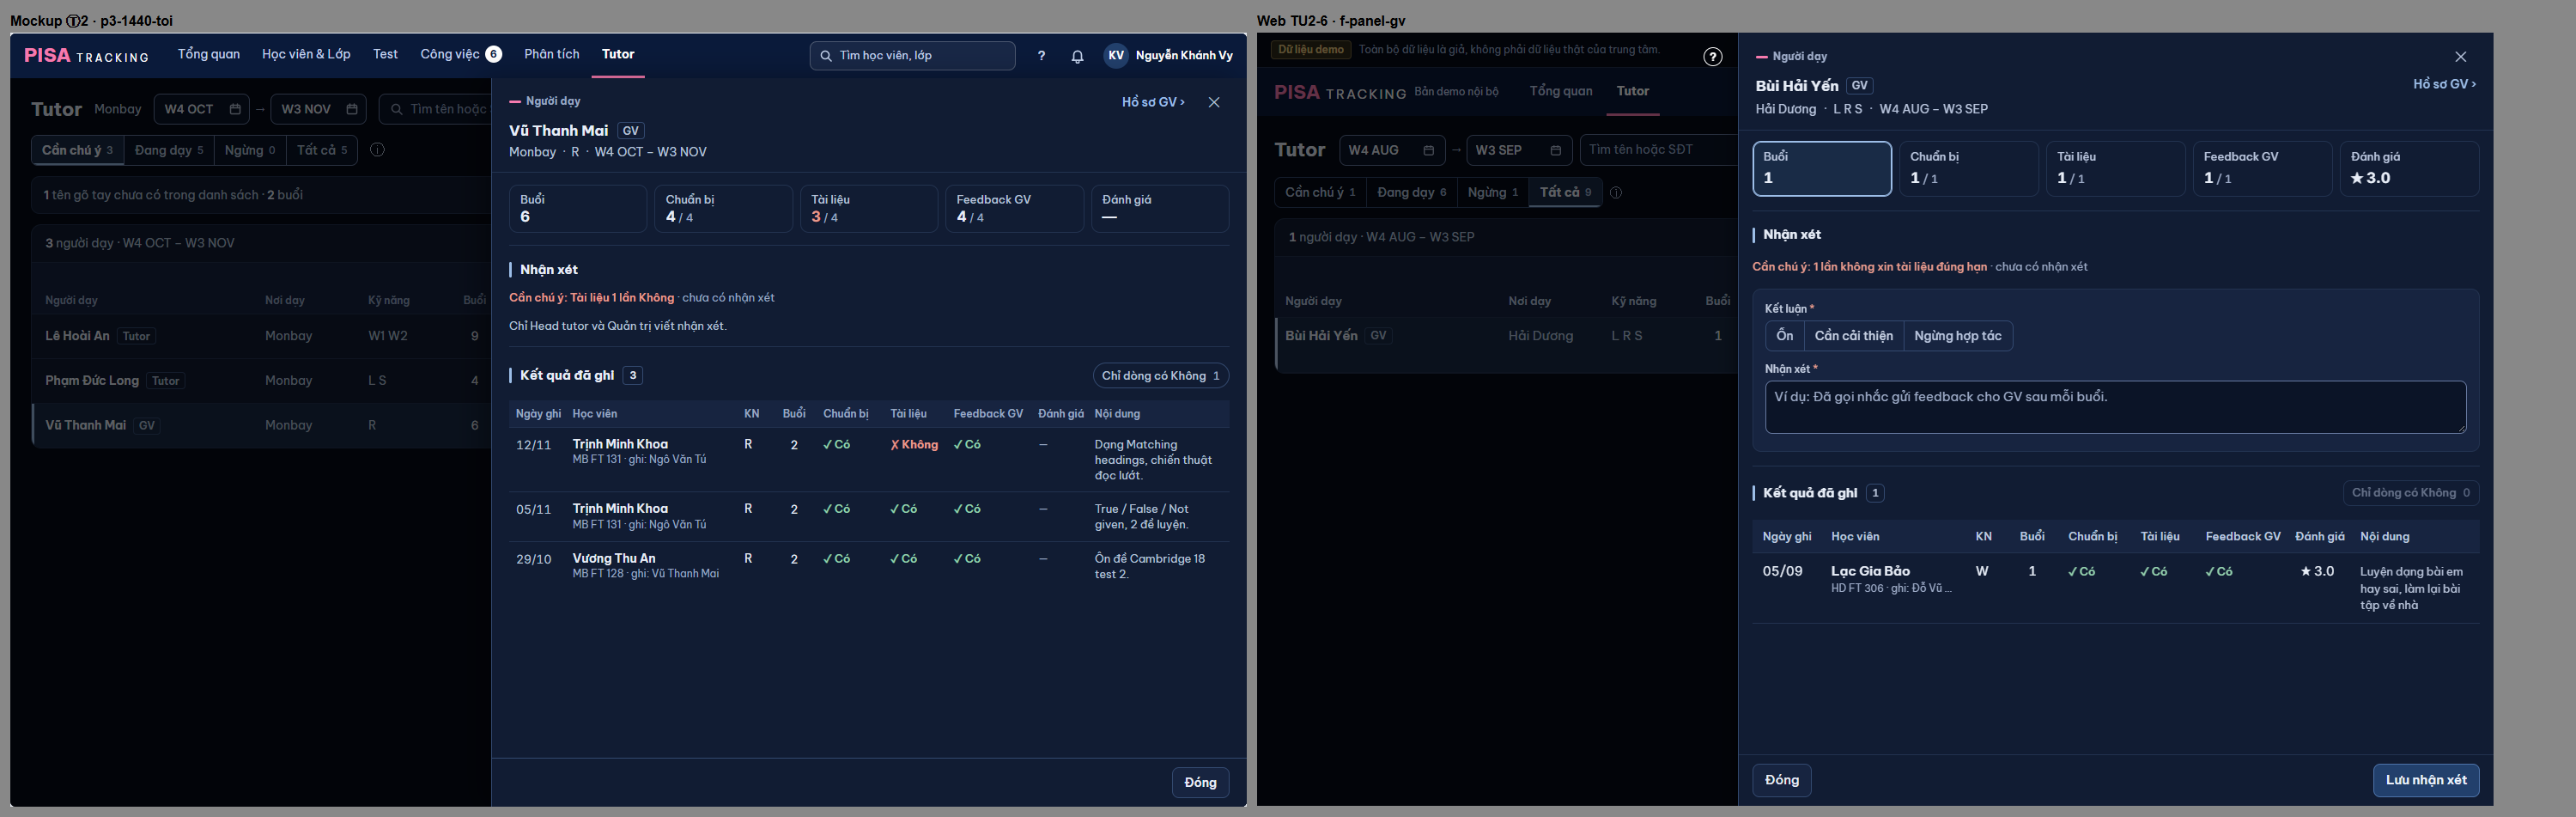 Mockup Ⓣ2 · p3-1440-toi
PISA TRACKING Tổng quan Học viên & Lớp Test Công việc 6 Phân tích Tutor Tìm học viên, lớp ? KV Nguyễn Khánh Vy
Tutor Monbay W4 OCT → W3 NOV Tìm tên hoặc
Cần chú ý 3 Đang dạy 5 Ngừng 0 Tất cả 5
1 tên gõ tay chưa có trong danh sách · 2 buổi
3 người dạy · W4 OCT – W3 NOV
Người dạy Nơi dạy Kỹ năng Buổi
Lê Hoài An Tutor Monbay W1 W2 9
Phạm Đức Long Tutor Monbay L S 4
Vũ Thanh Mai GV Monbay R 6
Người dạy Hồ sơ GV ›
Vũ Thanh Mai GV
Monbay · R · W4 OCT – W3 NOV
Buổi Chuẩn bị Tài liệu Feedback GV Đánh giá
6 4 / 4 3 / 4 4 / 4 —
Nhận xét
Cần chú ý: Tài liệu 1 lần Không · chưa có nhận xét
Chỉ Head tutor và Quản trị viết nhận xét.
Kết quả đã ghi 3 Chỉ dòng có Không 1
Ngày ghi Học viên KN Buổi Chuẩn bị Tài liệu Feedback GV Đánh giá Nội dung
12/11 Trịnh Minh Khoa R 2 ✓ Có ✗ Không ✓ Có — Dạng Matching
MB FT 131 · ghi: Ngô Văn Tú headings, chiến thuật
đọc lướt.
05/11 Trịnh Minh Khoa R 2 ✓ Có ✓ Có ✓ Có — True / False / Not
MB FT 131 · ghi: Ngô Văn Tú given, 2 đề luyện.
29/10 Vương Thu An R 2 ✓ Có ✓ Có ✓ Có — Ôn đề Cambridge 18
MB FT 128 · ghi: Vũ Thanh Mai test 2.
Đóng
Web TU2-6 · f-panel-gv
Dữ liệu demo Toàn bộ dữ liệu là giả, không phải dữ liệu thật của trung tâm. ?
PISA TRACKING Bản demo nội bộ Tổng quan Tutor
Tutor W4 AUG → W3 SEP Tìm tên hoặc SĐT
Cần chú ý 1 Đang dạy 6 Ngừng 1 Tất cả 9
1 người dạy · W4 AUG – W3 SEP
Người dạy Nơi dạy Kỹ năng Buổi
Bùi Hải Yến GV Hải Dương L R S 1
Người dạy
Bùi Hải Yến GV Hồ sơ GV ›
Hải Dương · L R S · W4 AUG – W3 SEP
Buổi Chuẩn bị Tài liệu Feedback GV Đánh giá
1 1 / 1 1 / 1 1 / 1 ★ 3.0
Nhận xét
Cần chú ý: 1 lần không xin tài liệu đúng hạn · chưa có nhận xét
Kết luận *
Ổn Cần cải thiện Ngừng hợp tác
Nhận xét *
Ví dụ: Đã gọi nhắc gửi feedback cho GV sau mỗi buổi.
Kết quả đã ghi 1 Chỉ dòng có Không 0
Ngày ghi Học viên KN Buổi Chuẩn bị Tài liệu Feedback GV Đánh giá Nội dung
05/09 Lạc Gia Bảo W 1 ✓ Có ✓ Có ✓ Có ★ 3.0 Luyện dạng bài em
HD FT 306 · ghi: Đỗ Vũ ... hay sai, làm lại bài
tập về nhà
Đóng Lưu nhận xét